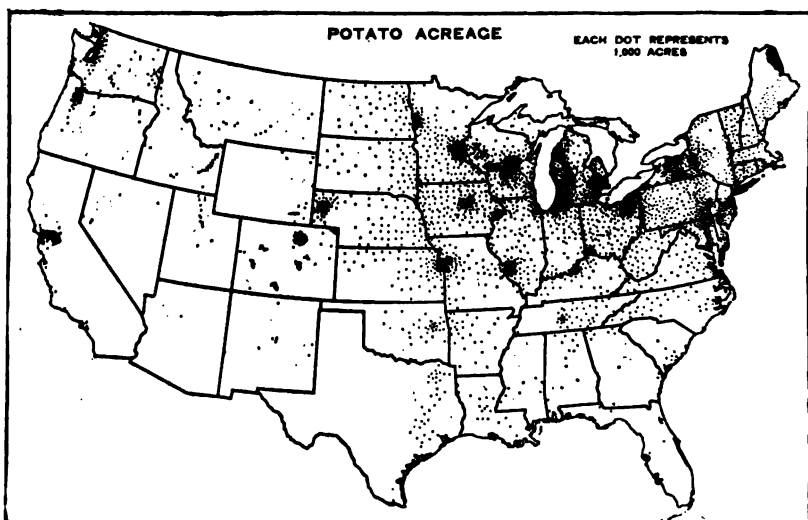 POTATO ACREAGE
EACH DOT REPRESENTS
1,000 ACRES